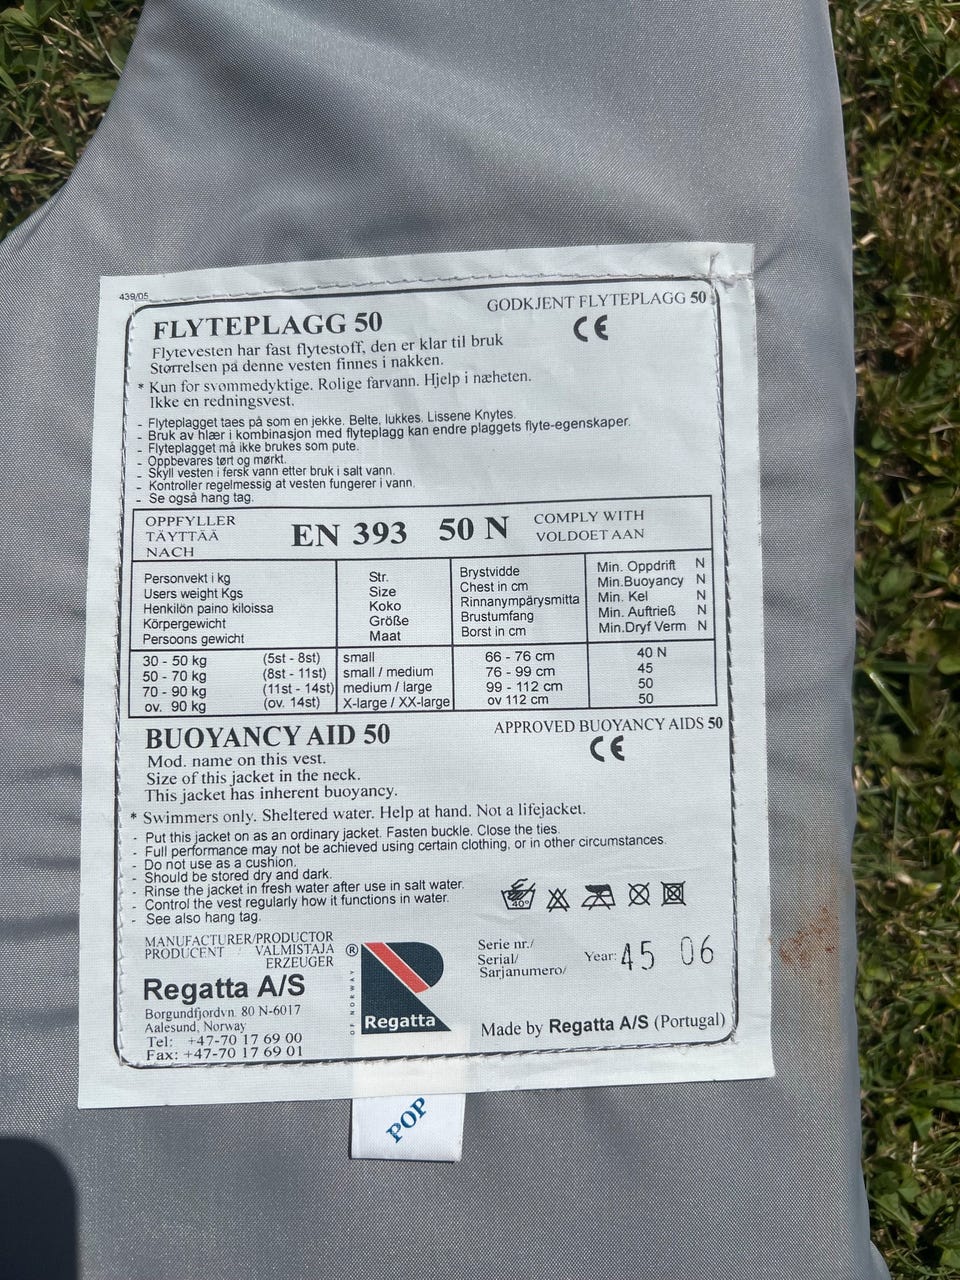 439/05
GODKJENT FLYTEPLAGG 50
FLYTEPLAGG 50
CE
Flytevesten har fast flytestoff, den er klar til bruk
Størrelsen på denne vesten finnes i nakken.
* Kun for svømmedyktige. Rolige farvann. Hjelp i næheten.
Ikke en redningsvest.
- Flyteplagget taes på som en jekke. Belte, lukkes. Lissene Knytes.
- Bruk av hlær i kombinasjon med flyteplagg kan endre plaggets flyte-egenskaper.
- Flyteplagget må ikke brukes som pute.
- Oppbevares tørt og mørkt.
- Skyll vesten i fersk vann etter bruk i salt vann.
- Kontroller regelmessig at vesten fungerer i vann.
- Se også hang tag.
OPPFYLLER
TÄYTTÄÄ
NACH
EN 393 50 N
COMPLY WITH
VOLDOET AAN
Personvekt i kg
Users weight Kgs
Henkilön paino kiloissa
Körpergewicht
Persoons gewicht
Str.
Size
Koko
Größe
Maat
Brystvidde
Chest in cm
Rinnanympärysmitta
Brustumfang
Borst in cm
Min. Oppdrift N
Min.Buoyancy N
Min. Kel N
Min. Auftrieß N
Min.Dryf Verm N
30 - 50 kg (5st - 8st) small 66 - 76 cm 40 N
50 - 70 kg (8st - 11st) small / medium 76 - 99 cm 45
70 - 90 kg (11st - 14st) medium / large 99 - 112 cm 50
ov. 90 kg (ov. 14st) X-large / XX-large ov 112 cm 50
BUOYANCY AID 50
APPROVED BUOYANCY AIDS 50
CE
Mod. name on this vest.
Size of this jacket in the neck.
This jacket has inherent buoyancy.
* Swimmers only. Sheltered water. Help at hand. Not a lifejacket.
- Put this jacket on as an ordinary jacket. Fasten buckle. Close the ties.
- Full performance may not be achieved using certain clothing, or in other circumstances.
- Do not use as a cushion.
- Should be stored dry and dark.
- Rinse the jacket in fresh water after use in salt water.
- Control the vest regularly how it functions in water.
- See also hang tag.
40°
MANUFACTURER/PRODUCTOR
PRODUCENT VALMISTAJA
ERZEUGER
Regatta A/S
Borgundfjordvn. 80 N-6017
Aalesund, Norway
Tel: +47-70 17 69 00
Fax: +47-70 17 69 01
®
OF NORWAY
Regatta
Serie nr./
Serial/
Sarjanumero/
Year: 45 06
Made by Regatta A/S (Portugal)
POP